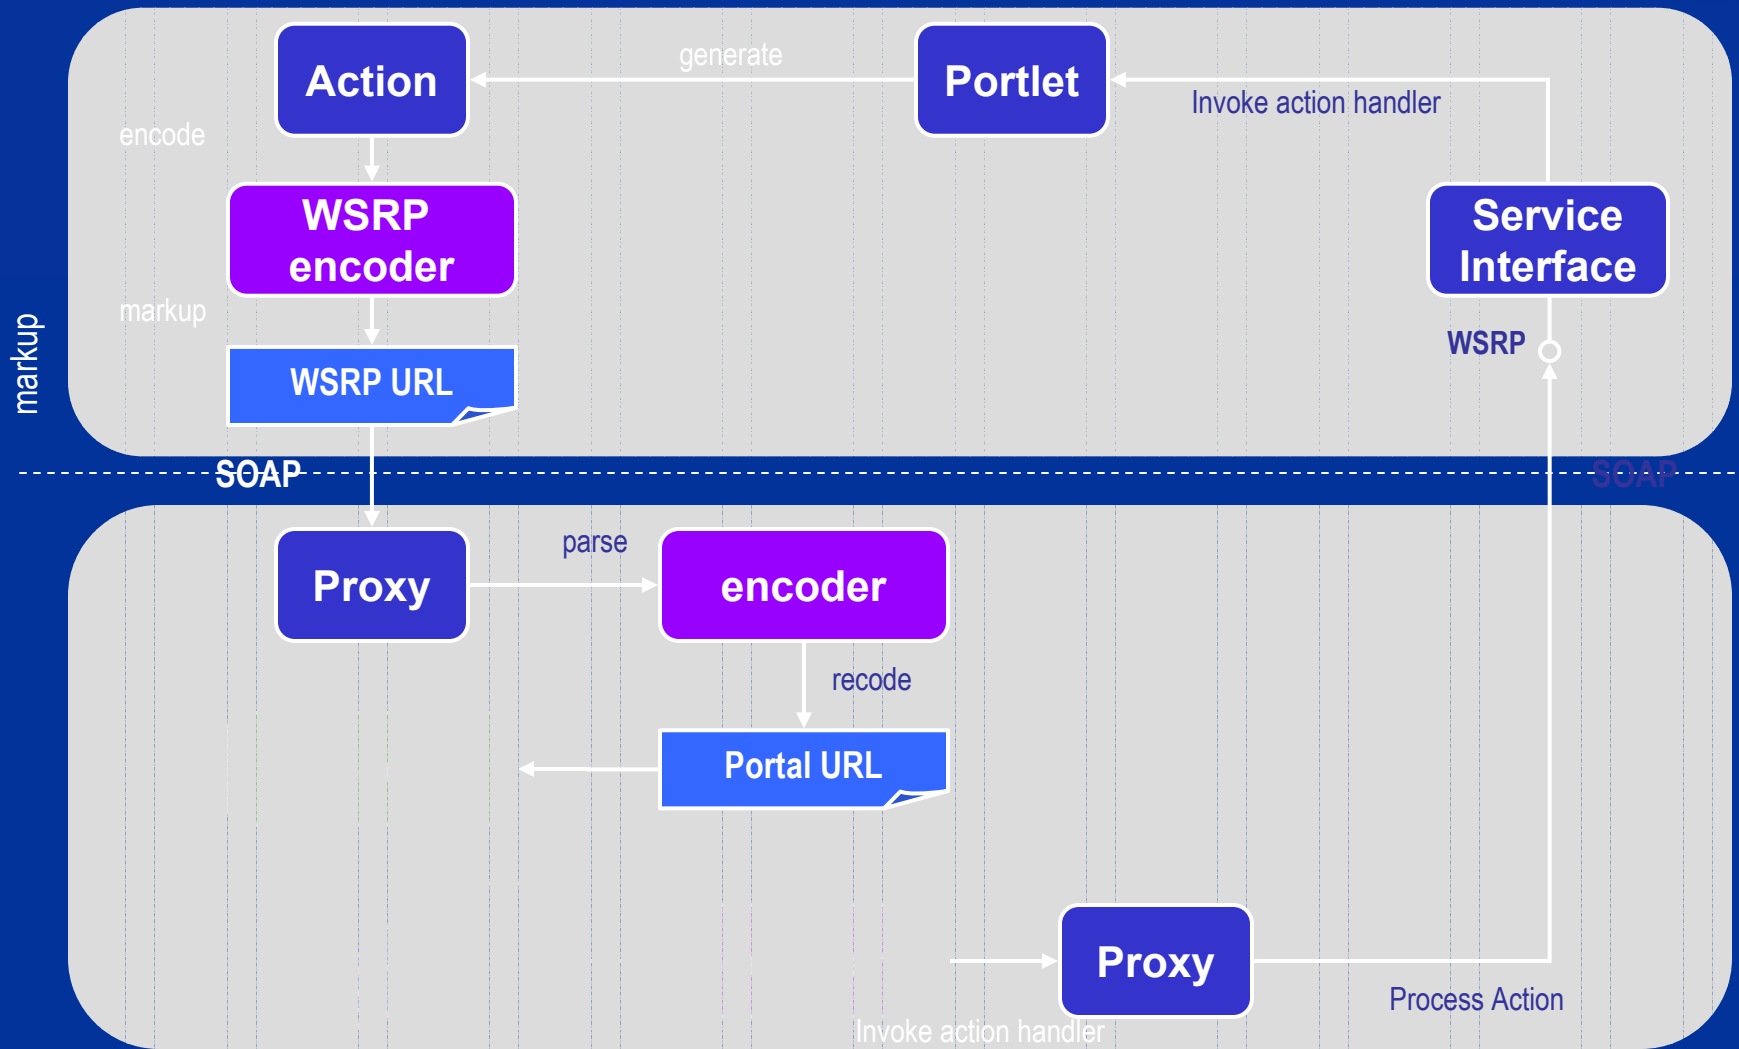 Action
generate
Portlet
Invoke action handler
encode
WSRP
encoder
Service
Interface
markup
markup
WSRP
WSRP URL
SOAP
SOAP
Proxy
parse
encoder
recode
Portal URL
Proxy
Process Action
Invoke action handler